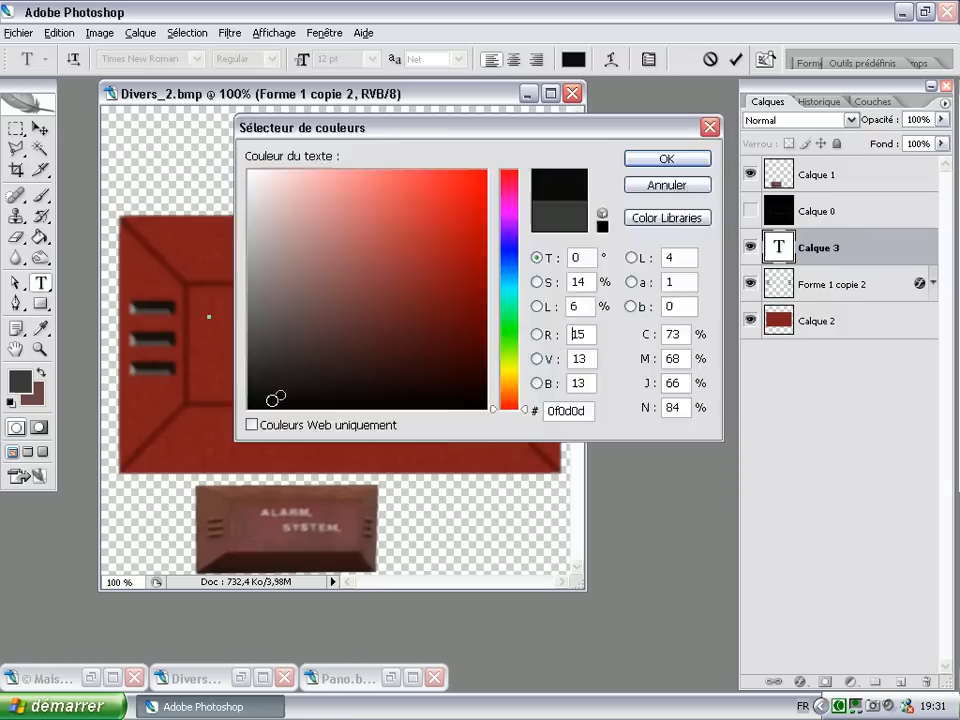 Adobe Photoshop
Fichier Edition Image Calque Sélection Filtre Affichage Fenêtre Aide
T Times New Roman Regular T 12 pt aa Net Outils prédéfinis
Divers_2.bmp @ 100% (Forme 1 copie 2, RVB/8)
Sélecteur de couleurs
Couleur du texte :
OK
Annuler
Color Libraries
T : 0 ° L : 4
S : 14 % a : 1
L : 6 % b : 0
R : 15 C : 73 %
V : 13 M : 68 %
B : 13 J : 66 %
# 0f0d0d N : 84 %
Couleurs Web uniquement
Calques Historique Couches
Normal Opacité : 100%
Verrou : Fond : 100%
Calque 1
Calque 0
T Calque 3
Forme 1 copie 2
Calque 2
ALARM
SYSTEM
100 % Doc : 732,4 Ko/3,98M
© Mais... Divers... Pano.b...
démarrer Adobe Photoshop FR 19:31